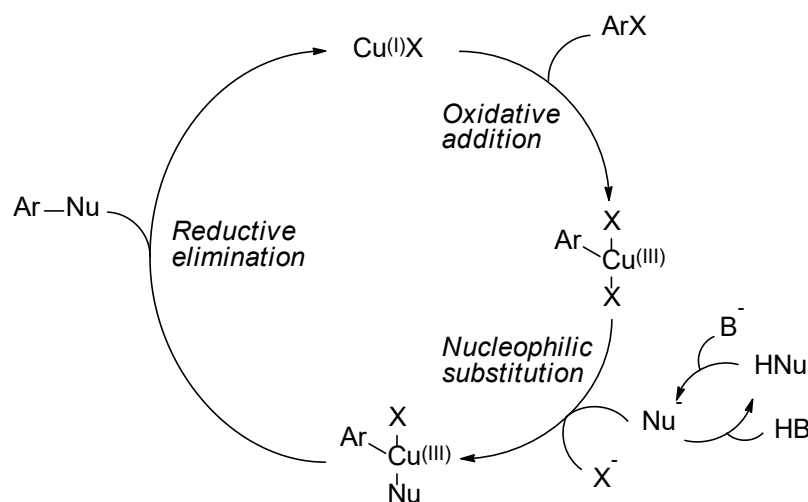 Cu(I)X
ArX
Oxidative
addition
X
Ar
Cu(III)
X
B-
HNu
HB
Nu-
Nucleophilic
substitution
X-
X
Ar
Cu(III)
Nu
Ar—Nu
Reductive
elimination